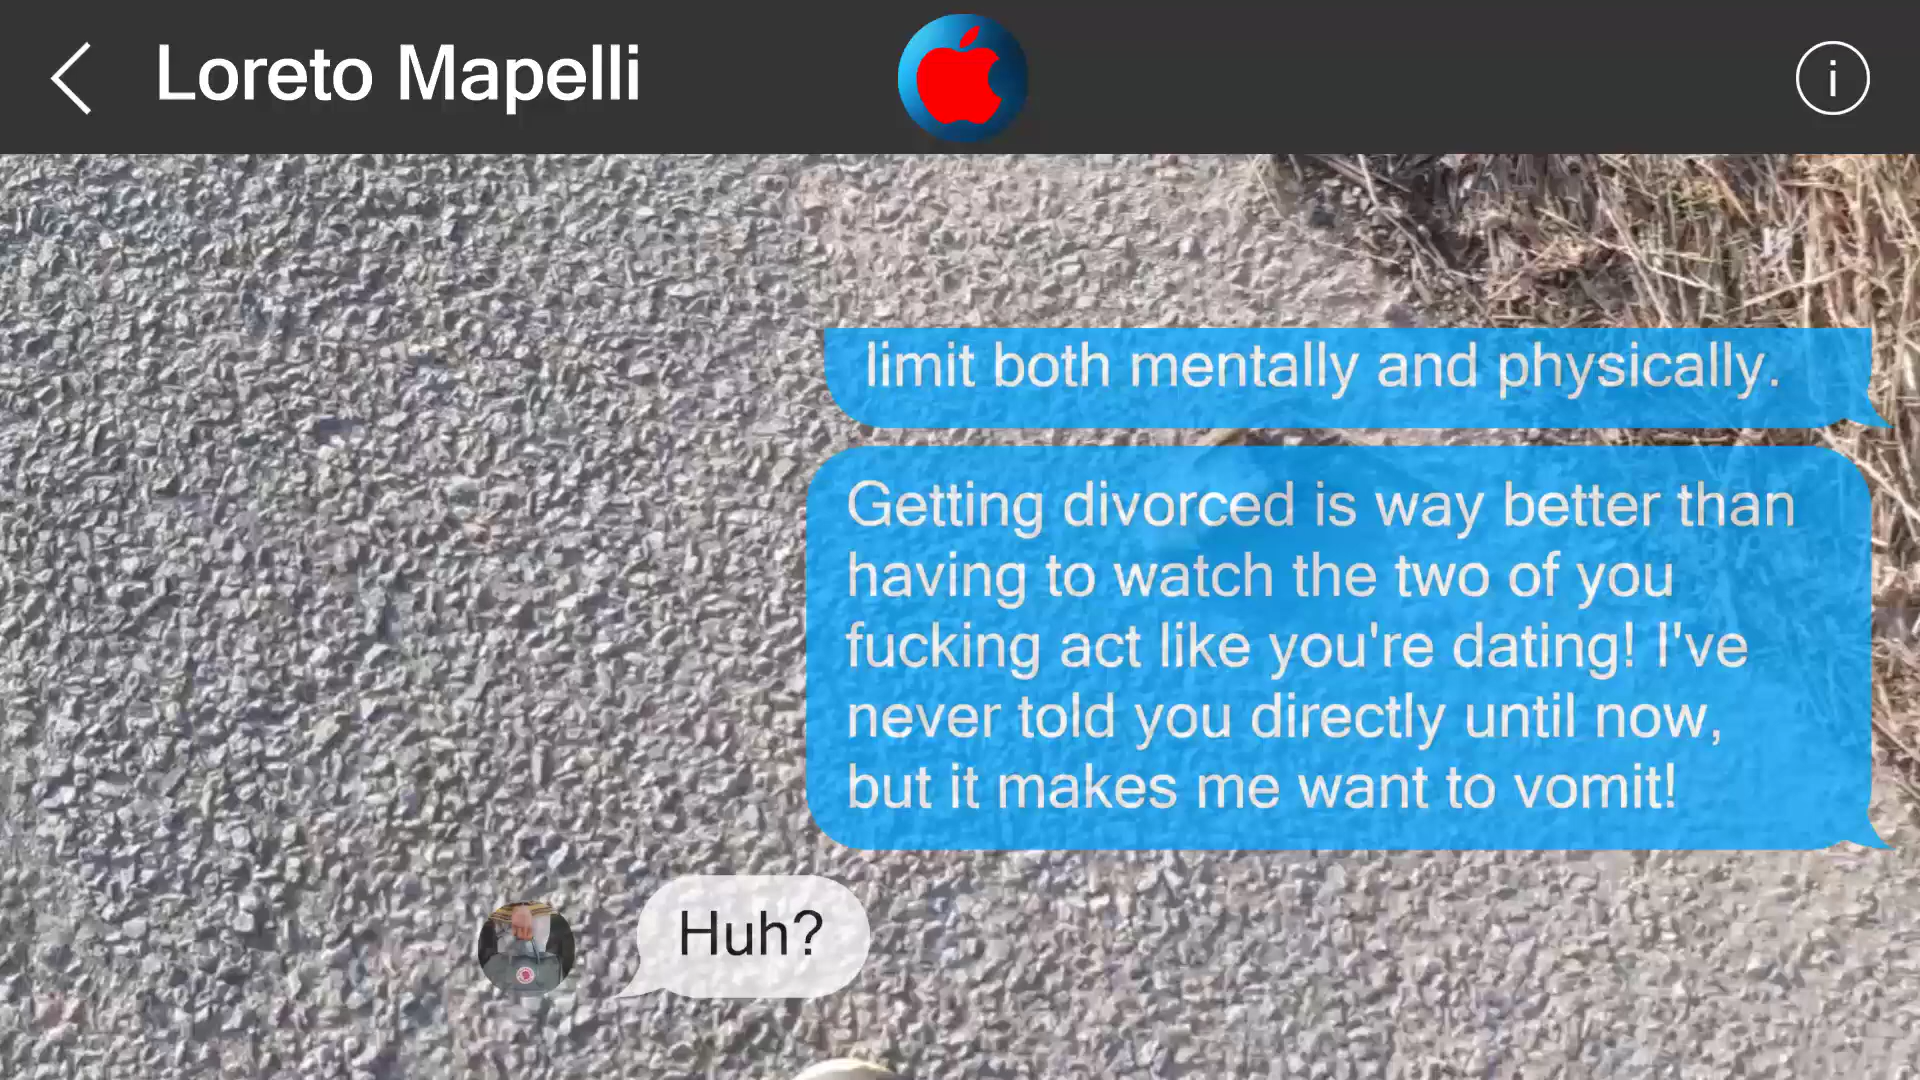 Loreto Mapelli
limit both mentally and physically.
Getting divorced is way better than
having to watch the two of you
fucking act like you're dating! I've
never told you directly until now,
but it makes me want to vomit!
Huh?